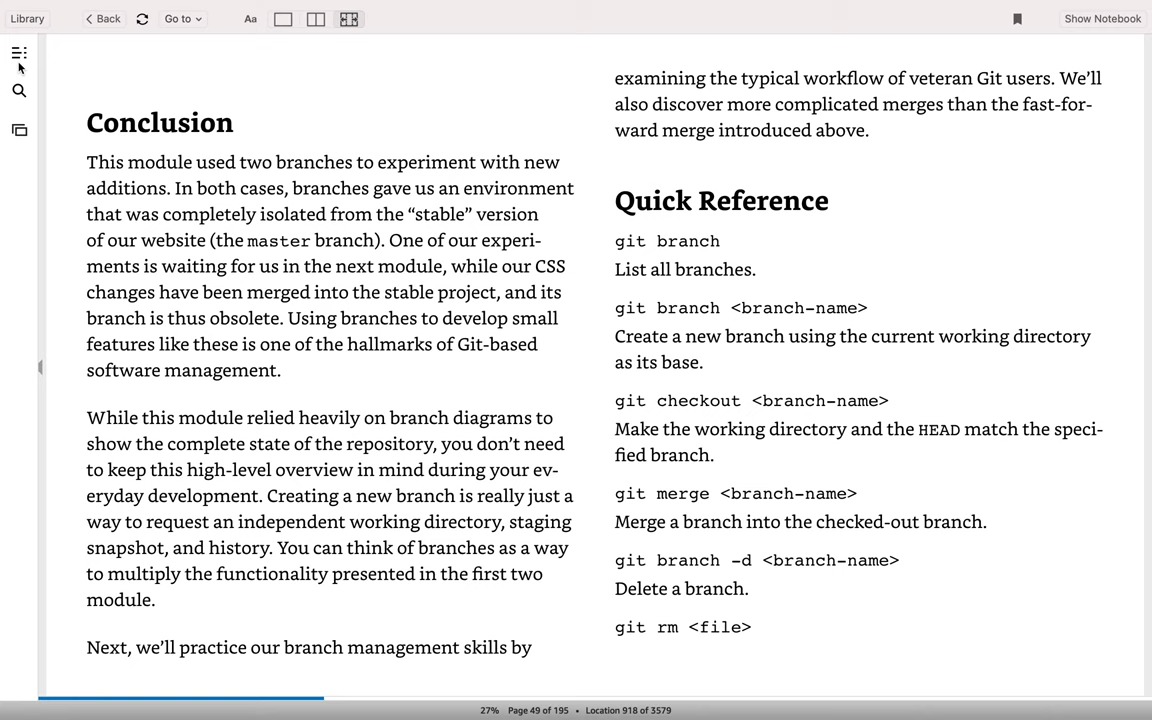 Library
Back
Go to
Aa
Show Notebook
Conclusion
This module used two branches to experiment with new
additions. In both cases, branches gave us an environment
that was completely isolated from the “stable” version
of our website (the master branch). One of our experi-
ments is waiting for us in the next module, while our CSS
changes have been merged into the stable project, and its
branch is thus obsolete. Using branches to develop small
features like these is one of the hallmarks of Git-based
software management.
While this module relied heavily on branch diagrams to
show the complete state of the repository, you don’t need
to keep this high-level overview in mind during your ev-
eryday development. Creating a new branch is really just a
way to request an independent working directory, staging
snapshot, and history. You can think of branches as a way
to multiply the functionality presented in the first two
module.
Next, we’ll practice our branch management skills by
examining the typical workflow of veteran Git users. We’ll
also discover more complicated merges than the fast-for-
ward merge introduced above.
Quick Reference
git branch
List all branches.
git branch <branch-name>
Create a new branch using the current working directory
as its base.
git checkout <branch-name>
Make the working directory and the HEAD match the speci-
fied branch.
git merge <branch-name>
Merge a branch into the checked-out branch.
git branch -d <branch-name>
Delete a branch.
git rm <file>
27% Page 49 of 195 • Location 918 of 3579